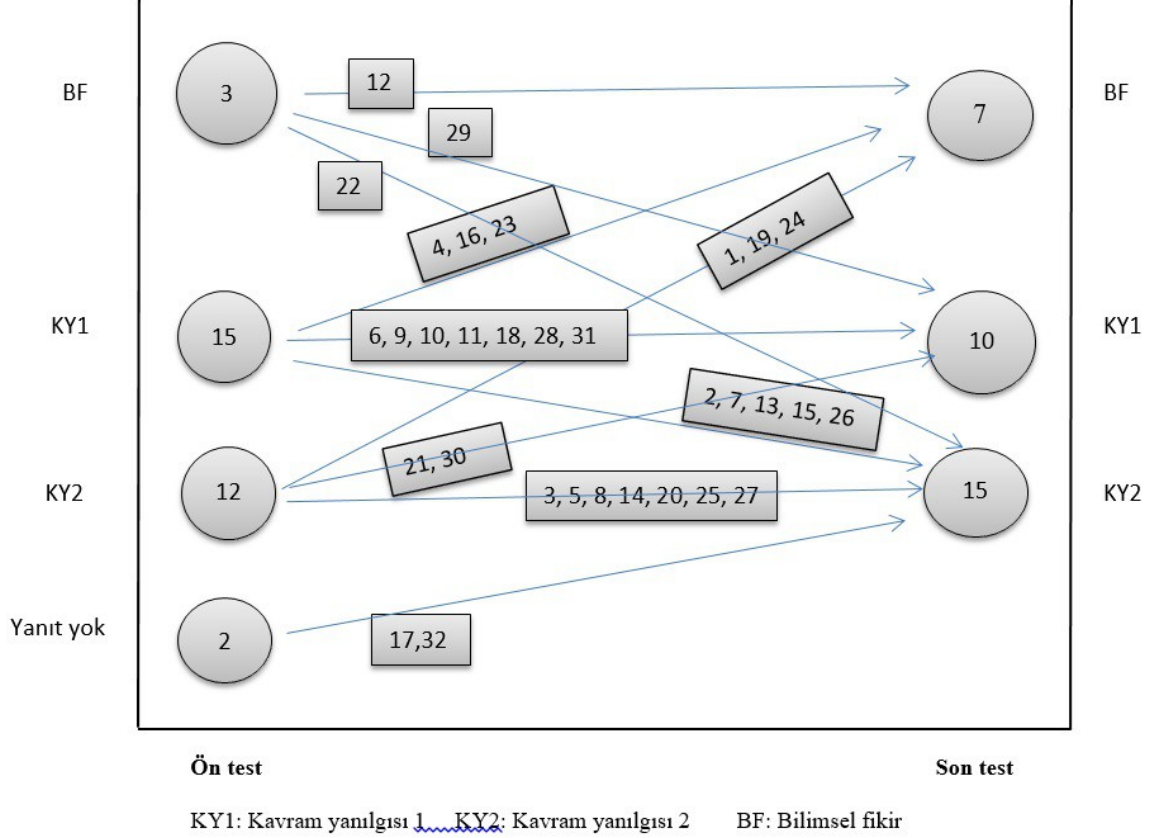 BF
3
12
7
BF
29
22
4, 16, 23
1, 19, 24
KY1
15
6, 9, 10, 11, 18, 28, 31
10
KY1
2, 7, 13, 15, 26
21, 30
KY2
12
3, 5, 8, 14, 20, 25, 27
15
KY2
Yanıt yok
2
17,32
Ön test
Son test
KY1: Kavram yanılgısı 1 KY2: Kavram yanılgısı 2 BF: Bilimsel fikir